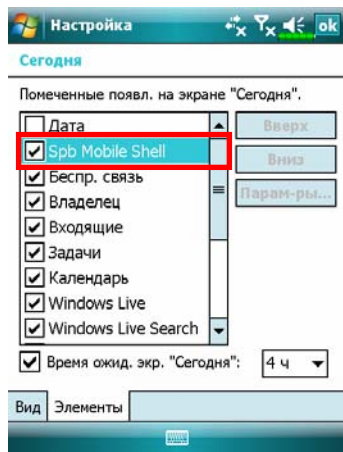 Настройка ok
Сегодня
Помеченные появл. на экране "Сегодня".
Дата
Spb Mobile Shell
Беспр. связь
Владелец
Входящие
Задачи
Календарь
Windows Live
Windows Live Search
Вверх
Вниз
Парам-ры...
Время ожид. экр. "Сегодня": 4 ч
Вид Элементы